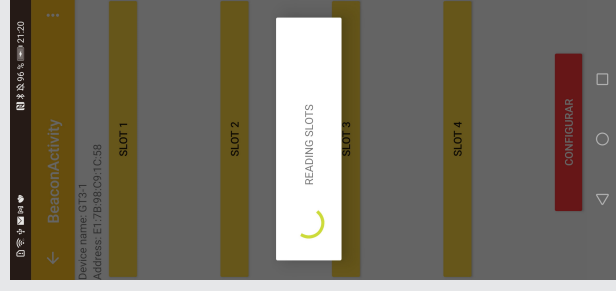 96 % 21:20
BeaconActivity
Device name: GT3-1
Address: E1:7B:98:C9:1C:58
SLOT 1
SLOT 2
READING SLOTS
SLOT 3
SLOT 4
CONFIGURAR